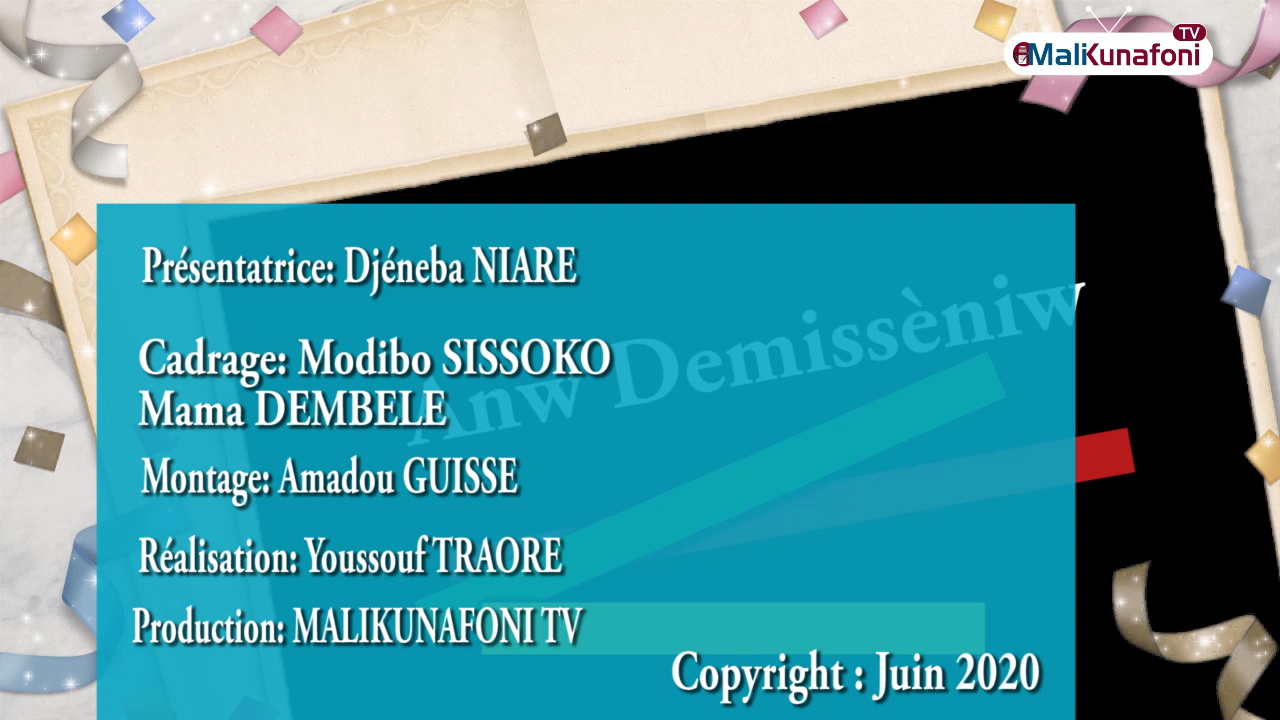 MaliKunafoni TV
Présentatrice: Djéneba NIARE
Anw Demissèniw
Cadrage: Modibo SISSOKO
Mama DEMBELE
Montage: Amadou GUISSE
Réalisation: Youssouf TRAORE
Production: MALIKUNAFONI TV
Copyright : Juin 2020